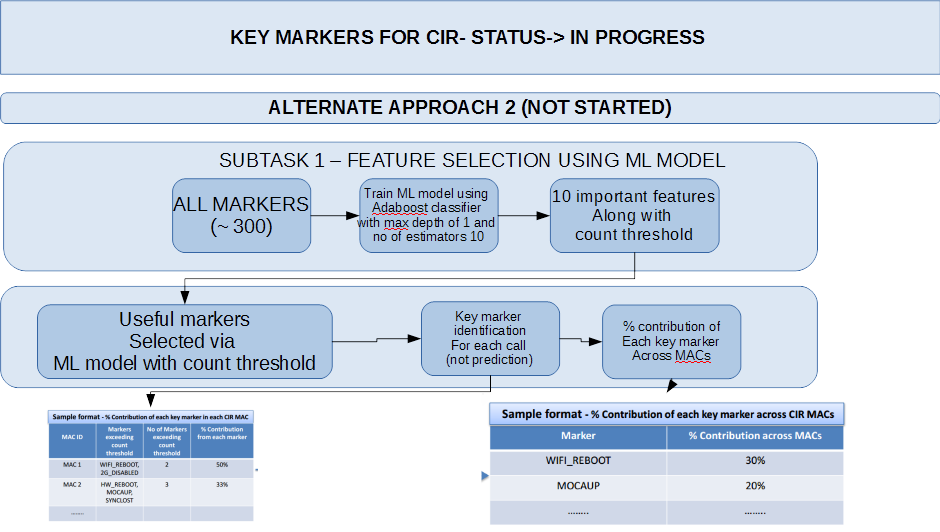 KEY MARKERS FOR CIR- STATUS-> IN PROGRESS
ALTERNATE APPROACH 2 (NOT STARTED)
SUBTASK 1 – FEATURE SELECTION USING ML MODEL
ALL MARKERS
(~ 300)
Train ML model using
Adaboost classifier
with max depth of 1 and
no of estimators 10
10 important features
Along with
count threshold
Useful markers
Selected via
ML model with count threshold
Key marker
identification
For each call
(not prediction)
% contribution of
Each key marker
Across MACs
Sample format - % Contribution of each key marker in each CIR MAC
MAC ID
Markers
exceeding
count
threshold
No of Markers
exceeding
count
threshold
% Contribution
from each marker
MAC 1
WIFI_REBOOT,
2G_DISABLED
2
50%
MAC 2
HW_REBOOT,
MOCAUP,
SYNCLOST
3
33%
........
Sample format - % Contribution of each key marker across CIR MACs
Marker
% Contribution across MACs
WIFI_REBOOT
30%
MOCAUP
20%
........
........